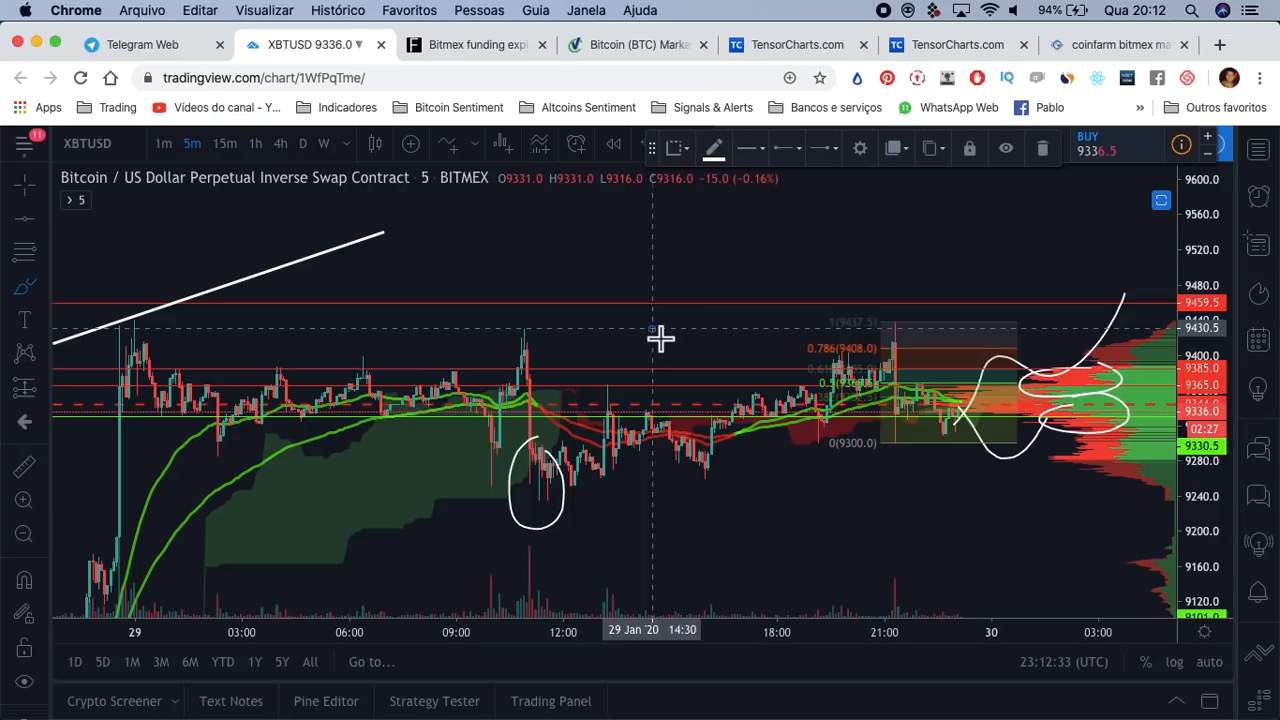 Chrome Arquivo Editar Visualizar Histórico Favoritos Pessoas Guia Janela Ajuda 94% Qua 20:12
Telegram Web XBTUSD 9336.0 ▼ Bitmex funding expl Bitcoin (BTC) Marke TensorCharts.com TensorCharts.com coinfarm bitmex ma
tradingview.com/chart/1WfPqTme/
Apps Trading Vídeos do canal - Y... Indicadores Bitcoin Sentiment Altcoins Sentiment Signals & Alerts Bancos e serviços WhatsApp Web Pablo » Outros favoritos
11 XBTUSD 1m 5m 15m 1h 4h D W BUY
9336.5
Bitcoin / US Dollar Perpetual Inverse Swap Contract · 5 · BITMEX O9331.0 H9331.0 L9316.0 C9316.0 −15.0 (−0.16%)
5
9600.0
9560.0
9520.0
9480.0
9459.5
1(9437.5)
9430.5
0.786(9408.0)
9400.0
9385.0
9365.0
9336.0
02:27
9330.5
0(9300.0)
9280.0
9240.0
9200.0
9160.0
9120.0
29 03:00 06:00 09:00 12:00 29 Jan '20 14:30 18:00 21:00 30 03:00
1D 5D 1M 3M 6M YTD 1Y 5Y All Go to... 23:12:33 (UTC) % log auto
Crypto Screener Text Notes Pine Editor Strategy Tester Trading Panel